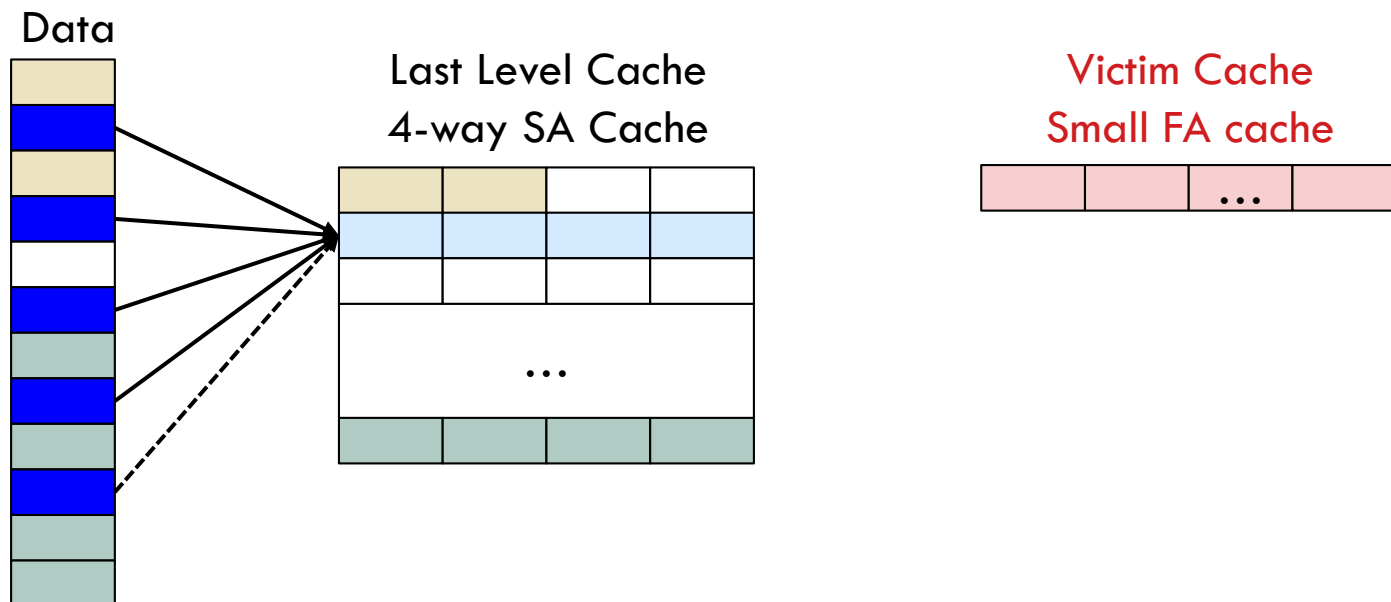 Data
Last Level Cache
4-way SA Cache
Victim Cache
Small FA cache
...
...